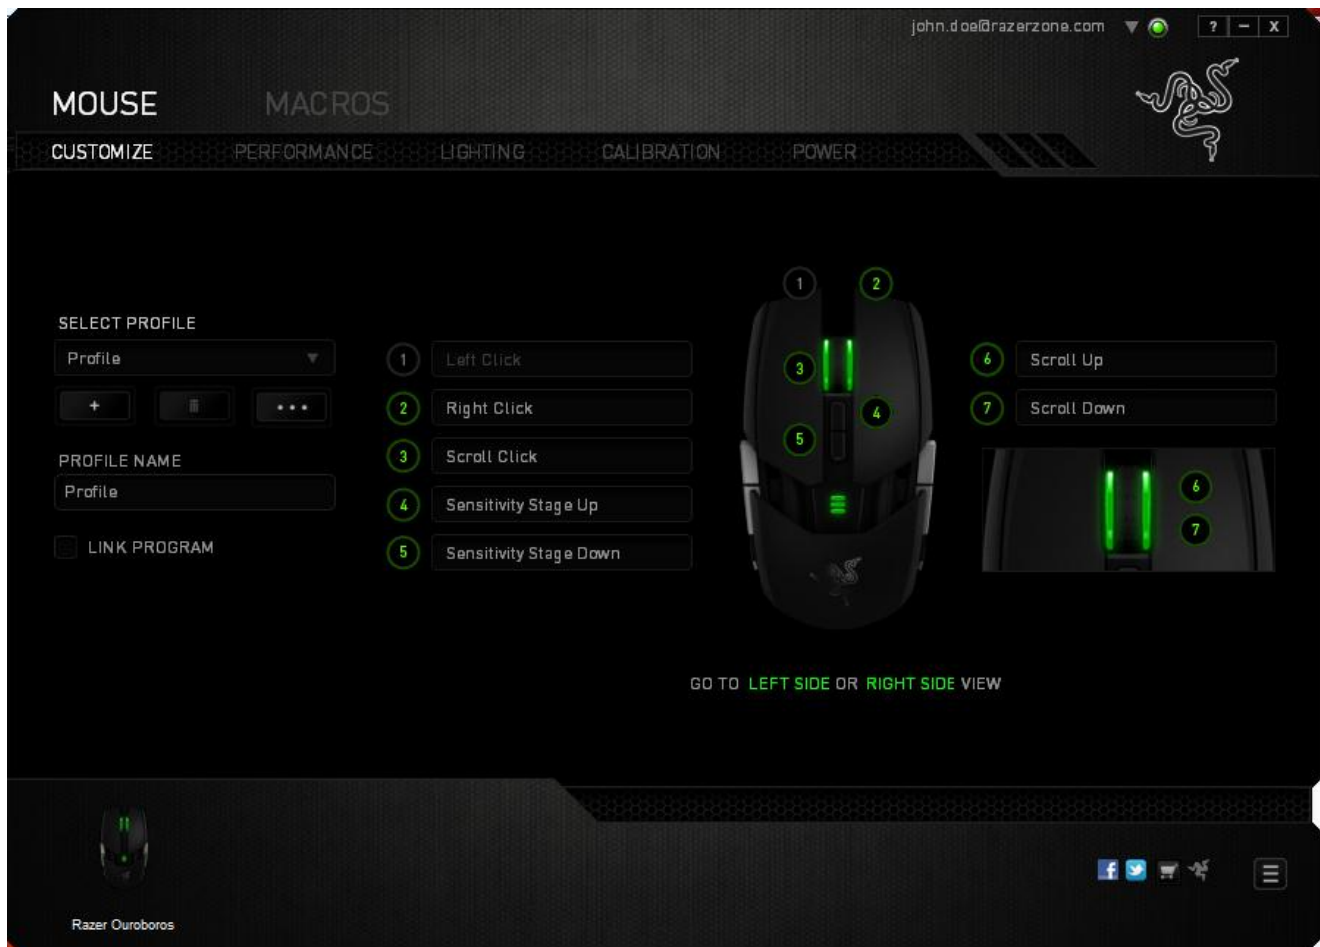 john.doe@razerzone.com
? – X
MOUSE MACROS
CUSTOMIZE PERFORMANCE LIGHTING CALIBRATION POWER
SELECT PROFILE
Profile
+
PROFILE NAME
Profile
LINK PROGRAM
1 Left Click
2 Right Click
3 Scroll Click
4 Sensitivity Stage Up
5 Sensitivity Stage Down
1 2
3
4
5
6 Scroll Up
7 Scroll Down
6
7
GO TO LEFT SIDE OR RIGHT SIDE VIEW
Razer Ouroboros